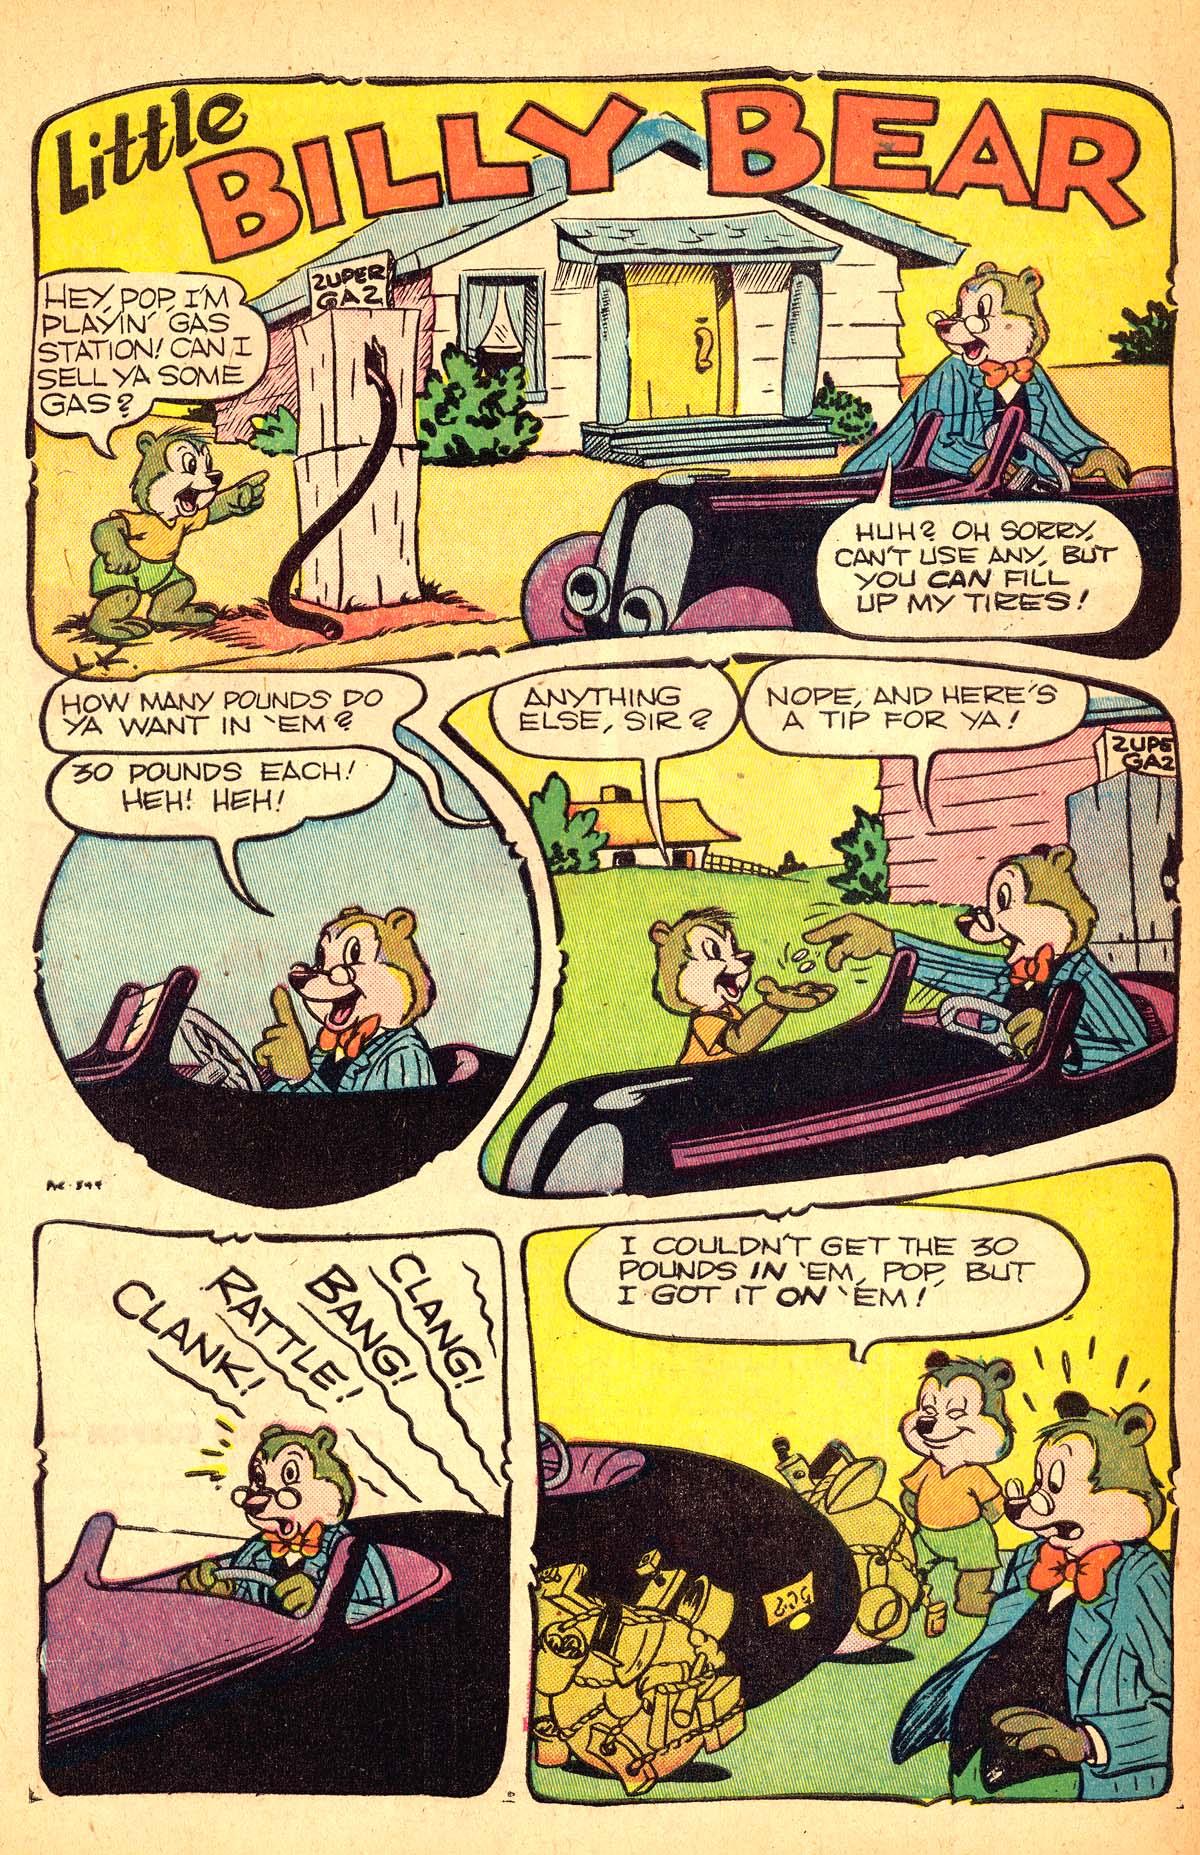 Little
BILLY BEAR
HEY, POP, I'M
PLAYIN' GAS
STATION! CAN I
SELL YA SOME
GAS?
ZUPER
GAZ
HUH? OH SORRY,
CAN'T USE ANY, BUT
YOU CAN FILL
UP MY TIRES!
L.K.
HOW MANY POUNDS DO
YA WANT IN 'EM?
30 POUNDS EACH!
HEH! HEH!
ANYTHING
ELSE, SIR?
NOPE, AND HERE'S
A TIP FOR YA!
ZUPE
GAZ
AC-544
CLANK!
RATTLE!
BANG!
CLANG!
I COULDN'T GET THE 30
POUNDS IN 'EM, POP, BUT
I GOT IT ON 'EM!